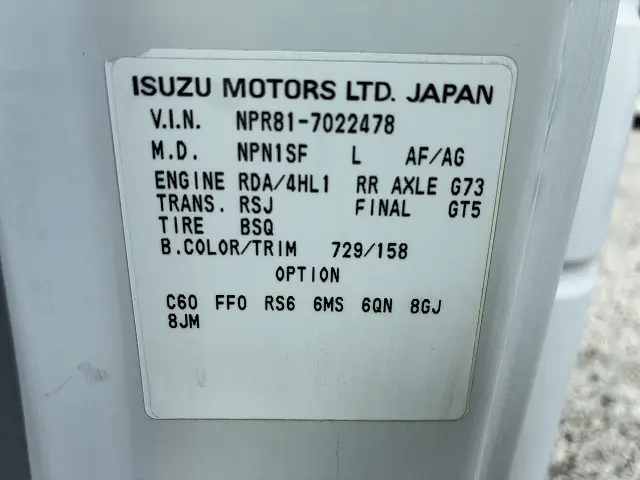 ISUZU MOTORS LTD. JAPAN
V.I.N. NPR81-7022478
M.D. NPN1SF L AF/AG
ENGINE RDA/4HL1 RR AXLE G73
TRANS. RSJ FINAL GT5
TIRE BSQ
B.COLOR/TRIM 729/158
OPTION
C60 FF0 RS6 6MS 6QN 8GJ
8JM